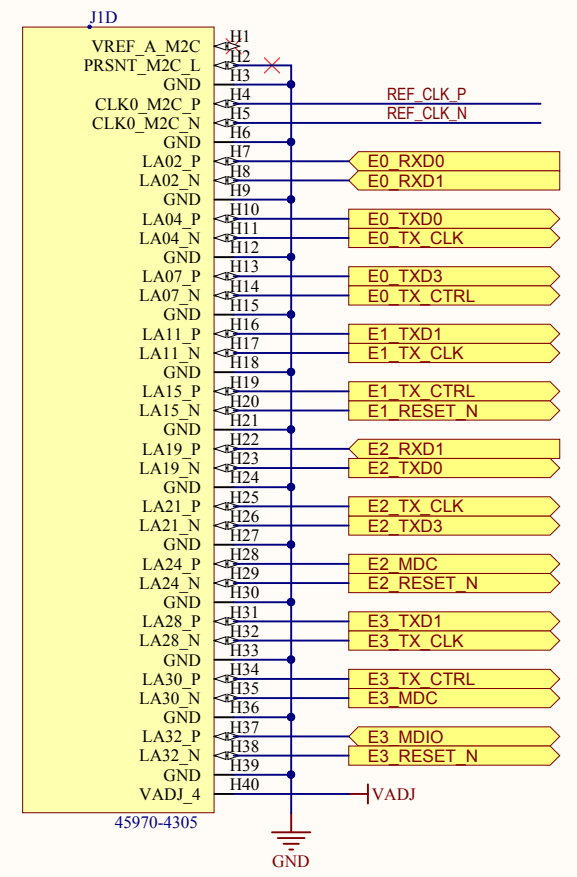 J1D
VREF_A_M2C H1
PRSNT_M2C_L H2
GND H3
CLK0_M2C_P H4 REF_CLK_P
CLK0_M2C_N H5 REF_CLK_N
GND H6
LA02_P H7 E0_RXD0
LA02_N H8 E0_RXD1
GND H9
LA04_P H10 E0_TXD0
LA04_N H11 E0_TX_CLK
GND H12
LA07_P H13 E0_TXD3
LA07_N H14 E0_TX_CTRL
GND H15
LA11_P H16 E1_TXD1
LA11_N H17 E1_TX_CLK
GND H18
LA15_P H19 E1_TX_CTRL
LA15_N H20 E1_RESET_N
GND H21
LA19_P H22 E2_RXD1
LA19_N H23 E2_TXD0
GND H24
LA21_P H25 E2_TX_CLK
LA21_N H26 E2_TXD3
GND H27
LA24_P H28 E2_MDC
LA24_N H29 E2_RESET_N
GND H30
LA28_P H31 E3_TXD1
LA28_N H32 E3_TX_CLK
GND H33
LA30_P H34 E3_TX_CTRL
LA30_N H35 E3_MDC
GND H36
LA32_P H37 E3_MDIO
LA32_N H38 E3_RESET_N
GND H39
VADJ_4 H40 VADJ
45970-4305
GND